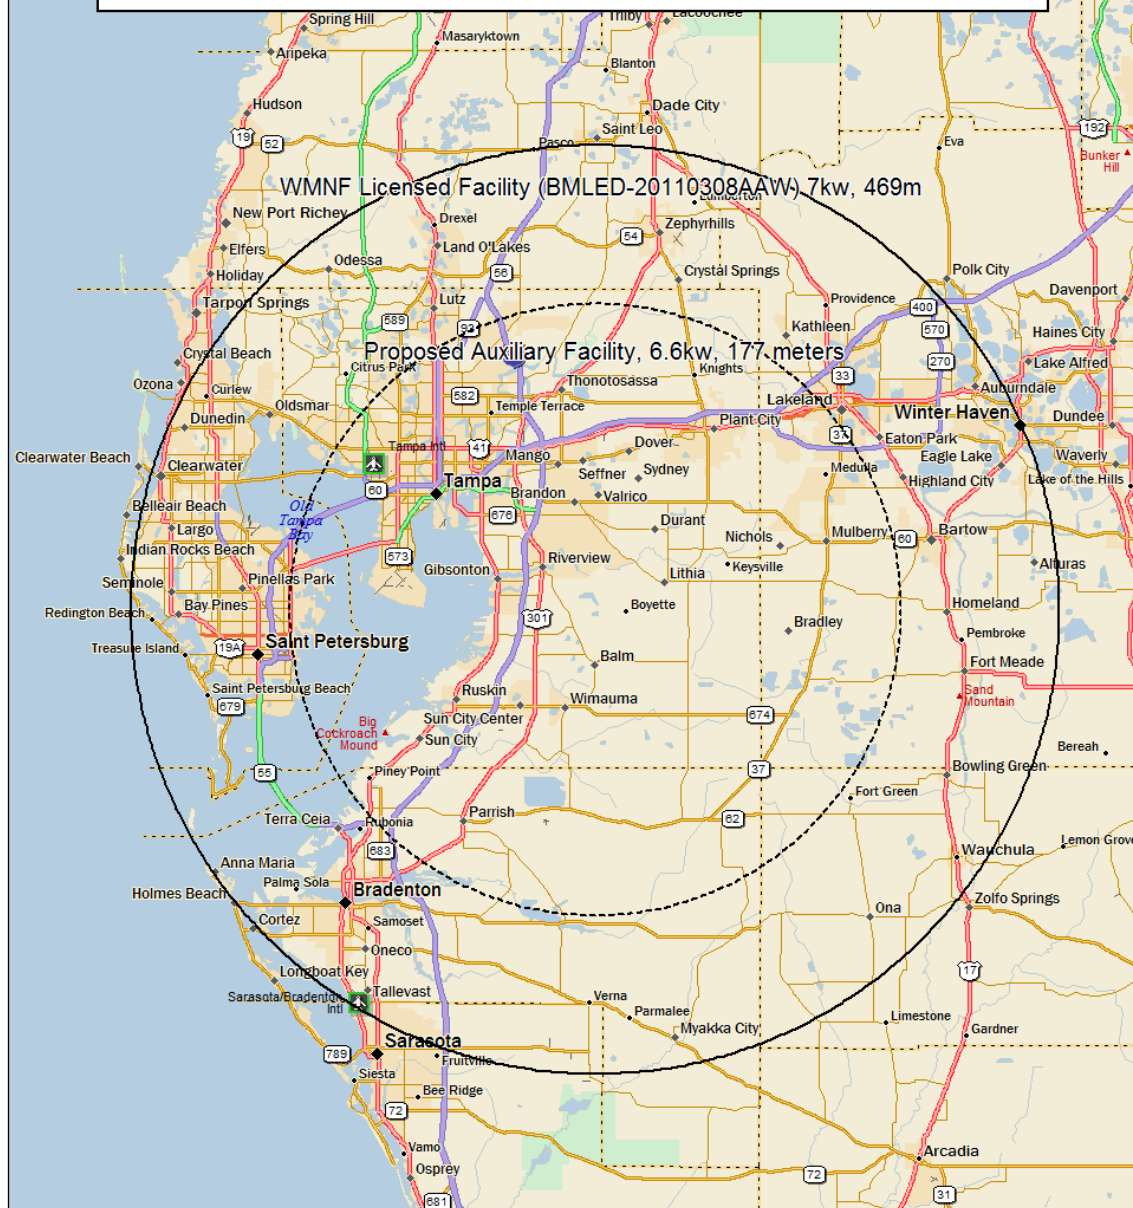 Spring Hill
Trilby
Lacoochee
Masaryktown
Aripeka
Blanton
Hudson
Dade City
19
52
Saint Leo
192
Pasco
Eva
Bunker
Hill
WMNF Licensed Facility (BMLED-20110308AAW) 7kw, 469m
Lumberton
New Port Richey
Drexel
Zephyrhills
54
Elfers
Land O'Lakes
Odessa
Holiday
56
Crystal Springs
Polk City
Davenport
Tarpon Springs
Lutz
Providence
400
589
92
Kathleen
570
Haines City
Crystal Beach
Proposed Auxiliary Facility, 6.6kw, 177 meters
Citrus Park
Knights
270
Lake Alfred
Ozona
Curlew
Thonotosassa
33
Auburndale
582
Oldsmar
Temple Terrace
Lakeland
Winter Haven
Dunedin
Plant City
Dundee
Tampa Intl
41
Dover
37
Eaton Park
Clearwater Beach
Mango
Eagle Lake
Waverly
Clearwater
Seffner
Sydney
Medulla
Highland City
Lake of the Hills
Tampa
60
Brandon
Valrico
Belleair Beach
Old
Tampa
Bay
676
Largo
Durant
Nichols
Mulberry
60
Bartow
Indian Rocks Beach
573
Riverview
Keysville
Alturas
Seminole
Pinellas Park
Gibsonton
Lithia
Redington Beach
Bay Pines
301
Boyette
Bradley
Homeland
Treasure Island
19A
Saint Petersburg
Pembroke
Balm
Fort Meade
Saint Petersburg Beach
Ruskin
Wimauma
Sand
Mountain
679
Sun City Center
674
Big
Cockroach
Mound
Sun City
Bereah
55
Piney Point
37
Bowling Green
Fort Green
Terra Ceia
Rubonia
Parrish
62
683
Lemon Grove
Wauchula
Anna Maria
Palma Sola
Bradenton
Holmes Beach
Zolfo Springs
Ona
Cortez
Samoset
Oneco
Longboat Key
17
Sarasota/Bradenton
Intl
Tallevast
Verna
Parmalee
Limestone
Myakka City
Gardner
Sarasota
789
Fruitville
Siesta
Bee Ridge
72
Vamo
Arcadia
Osprey
72
681
31